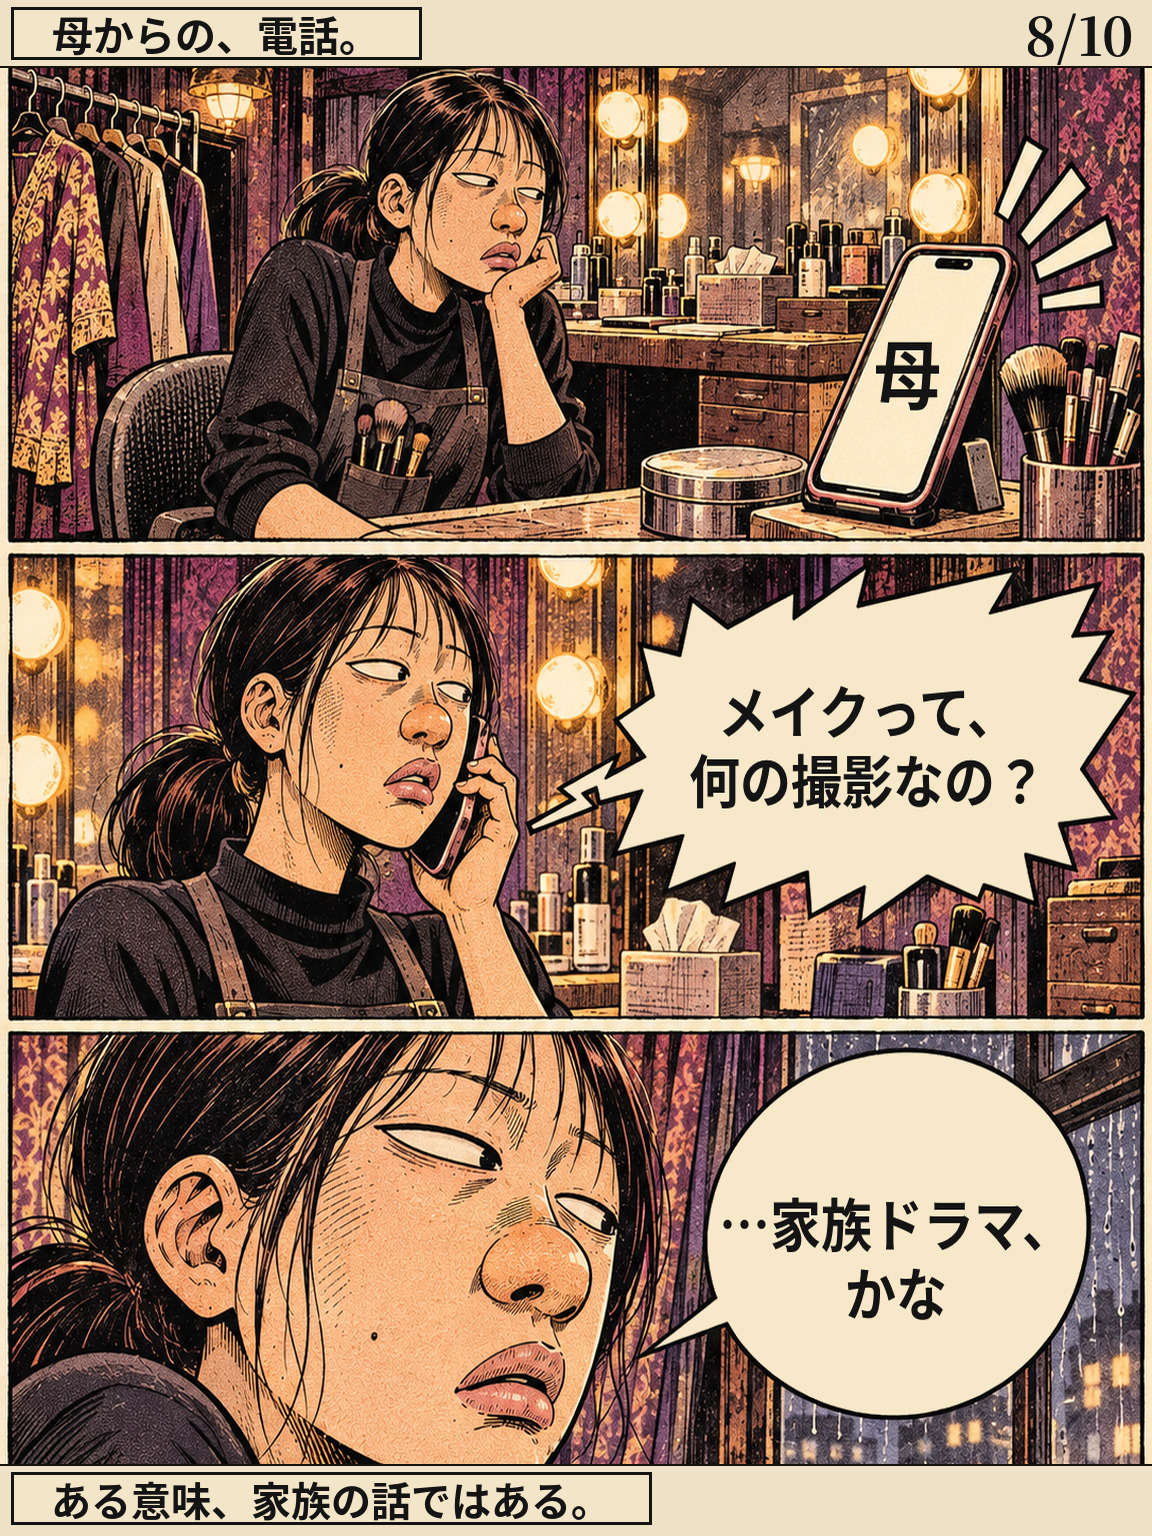 母からの、電話。
8/10
母
メイクって、
何の撮影なの？
…家族ドラマ、
かな
ある意味、家族の話ではある。